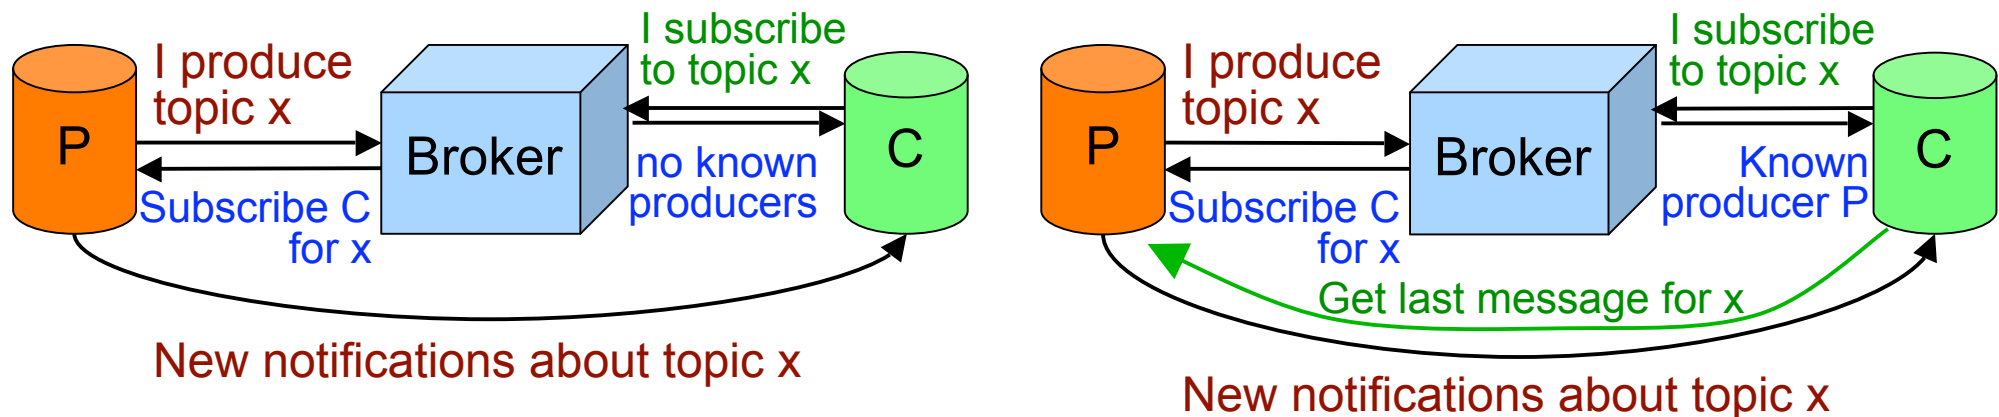 I produce
topic x
I subscribe
to topic x
P
Broker
C
Subscribe C
for x
no known
producers
New notifications about topic x
I produce
topic x
I subscribe
to topic x
P
Broker
C
Subscribe C
for x
Known
producer P
Get last message for x
New notifications about topic x